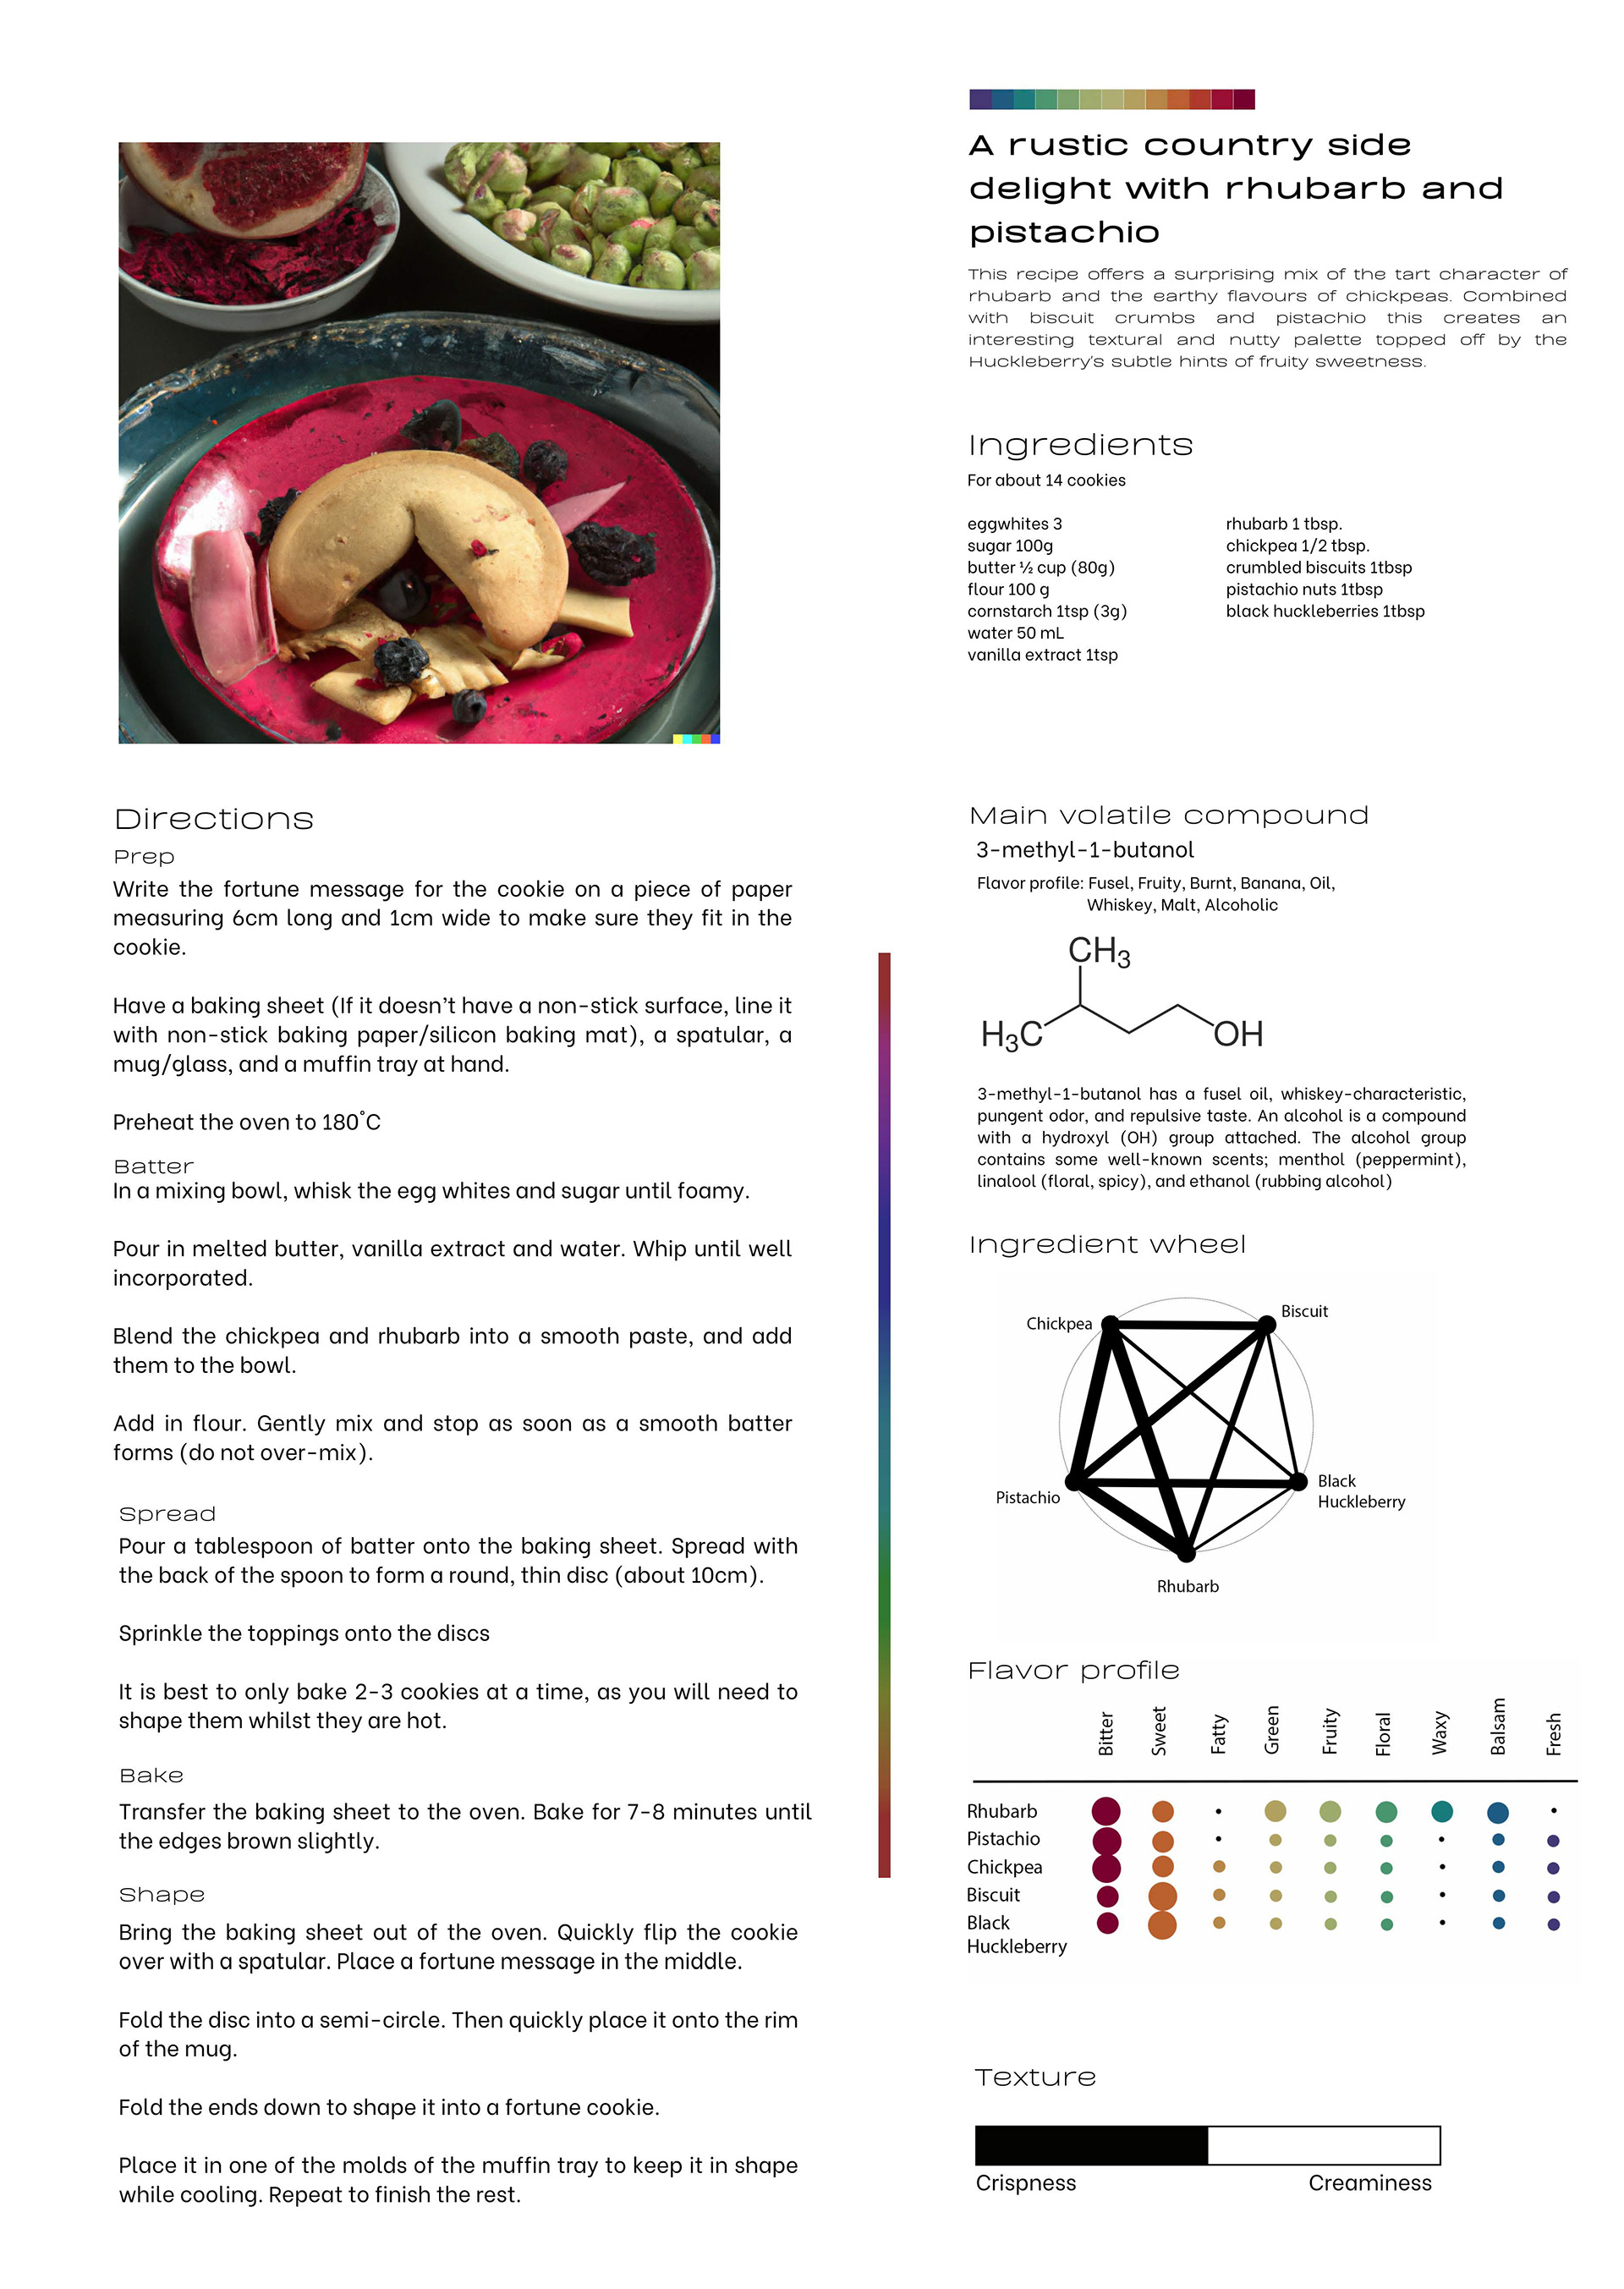 A rustic country side
delight with rhubarb and
pistachio
This recipe offers a surprising mix of the tart character of
rhubarb and the earthy flavours of chickpeas. Combined
with biscuit crumbs and pistachio this creates an
interesting textural and nutty palette topped off by the
Huckleberry's subtle hints of fruity sweetness.
Ingredients
For about 14 cookies
eggwhites 3
sugar 100g
butter ½ cup (80g)
flour 100 g
cornstarch 1tsp (3g)
water 50 mL
vanilla extract 1tsp
rhubarb 1 tbsp.
chickpea 1/2 tbsp.
crumbled biscuits 1tbsp
pistachio nuts 1tbsp
black huckleberries 1tbsp
Directions
Prep
Write the fortune message for the cookie on a piece of paper
measuring 6cm long and 1cm wide to make sure they fit in the
cookie.
Have a baking sheet (If it doesn't have a non-stick surface, line it
with non-stick baking paper/silicon baking mat), a spatular, a
mug/glass, and a muffin tray at hand.
Preheat the oven to 180°C
Batter
In a mixing bowl, whisk the egg whites and sugar until foamy.
Pour in melted butter, vanilla extract and water. Whip until well
incorporated.
Blend the chickpea and rhubarb into a smooth paste, and add
them to the bowl.
Add in flour. Gently mix and stop as soon as a smooth batter
forms (do not over-mix).
Spread
Pour a tablespoon of batter onto the baking sheet. Spread with
the back of the spoon to form a round, thin disc (about 10cm).
Sprinkle the toppings onto the discs
It is best to only bake 2-3 cookies at a time, as you will need to
shape them whilst they are hot.
Bake
Transfer the baking sheet to the oven. Bake for 7-8 minutes until
the edges brown slightly.
Shape
Bring the baking sheet out of the oven. Quickly flip the cookie
over with a spatular. Place a fortune message in the middle.
Fold the disc into a semi-circle. Then quickly place it onto the rim
of the mug.
Fold the ends down to shape it into a fortune cookie.
Place it in one of the molds of the muffin tray to keep it in shape
while cooling. Repeat to finish the rest.
Main volatile compound
3-methyl-1-butanol
Flavor profile: Fusel, Fruity, Burnt, Banana, Oil,
Whiskey, Malt, Alcoholic
CH3
H3C
OH
3-methyl-1-butanol has a fusel oil, whiskey-characteristic,
pungent odor, and repulsive taste. An alcohol is a compound
with a hydroxyl (OH) group attached. The alcohol group
contains some well-known scents; menthol (peppermint),
linalool (floral, spicy), and ethanol (rubbing alcohol)
Ingredient wheel
Chickpea
Biscuit
Pistachio
Black
Huckleberry
Rhubarb
Flavor profile
Bitter
Sweet
Fatty
Green
Fruity
Floral
Waxy
Balsam
Fresh
Rhubarb
Pistachio
Chickpea
Biscuit
Black
Huckleberry
Texture
Crispness
Creaminess